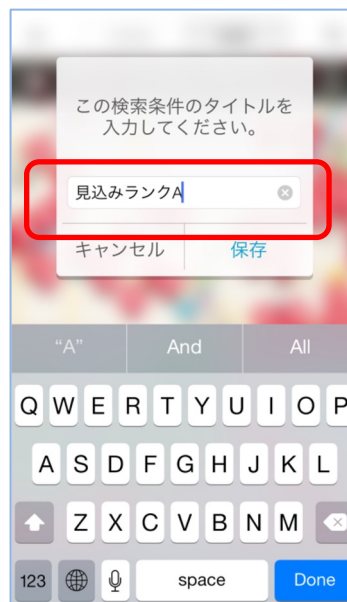 この検索条件のタイトルを
入力してください。
見込みランクA
キャンセル 保存
“A” And All
Q W E R T Y U I O P
A S D F G H J K L
Z X C V B N M
123 space Done